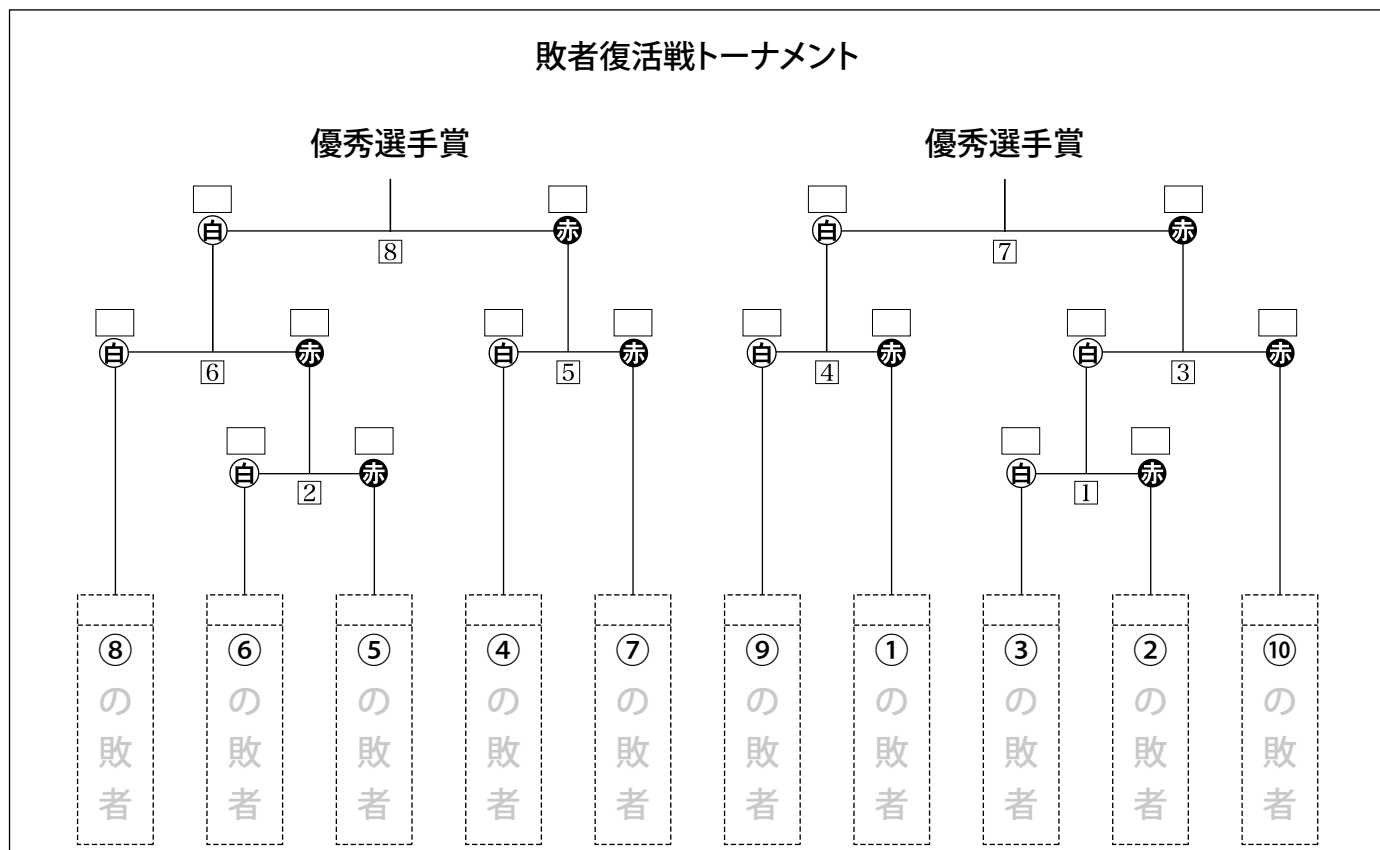 敗者復活戦トーナメント
優秀選手賞 優秀選手賞
白 赤 白 赤
8 7
白 赤 白 赤 白 赤 白 赤
6 5 4 3
白 赤 白 赤
2 1
⑧の敗者
⑥の敗者
⑤の敗者
④の敗者
⑦の敗者
⑨の敗者
①の敗者
③の敗者
②の敗者
⑩の敗者